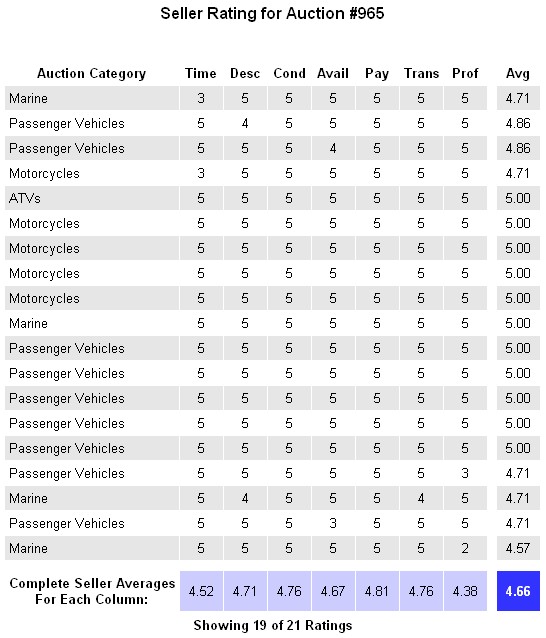 Seller Rating for Auction #965
Auction Category Time Desc Cond Avail Pay Trans Prof Avg
Marine 3 5 5 5 5 5 5 4.71
Passenger Vehicles 5 4 5 5 5 5 5 4.86
Passenger Vehicles 5 5 5 4 5 5 5 4.86
Motorcycles 3 5 5 5 5 5 5 4.71
ATVs 5 5 5 5 5 5 5 5.00
Motorcycles 5 5 5 5 5 5 5 5.00
Motorcycles 5 5 5 5 5 5 5 5.00
Motorcycles 5 5 5 5 5 5 5 5.00
Motorcycles 5 5 5 5 5 5 5 5.00
Marine 5 5 5 5 5 5 5 5.00
Passenger Vehicles 5 5 5 5 5 5 5 5.00
Passenger Vehicles 5 5 5 5 5 5 5 5.00
Passenger Vehicles 5 5 5 5 5 5 5 5.00
Passenger Vehicles 5 5 5 5 5 5 5 5.00
Passenger Vehicles 5 5 5 5 5 5 5 5.00
Passenger Vehicles 5 5 5 5 5 5 3 4.71
Marine 5 4 5 5 5 4 5 4.71
Passenger Vehicles 5 5 5 3 5 5 5 4.71
Marine 5 5 5 5 5 5 2 4.57
Complete Seller Averages
For Each Column: 4.52 4.71 4.76 4.67 4.81 4.76 4.38 4.66
Showing 19 of 21 Ratings